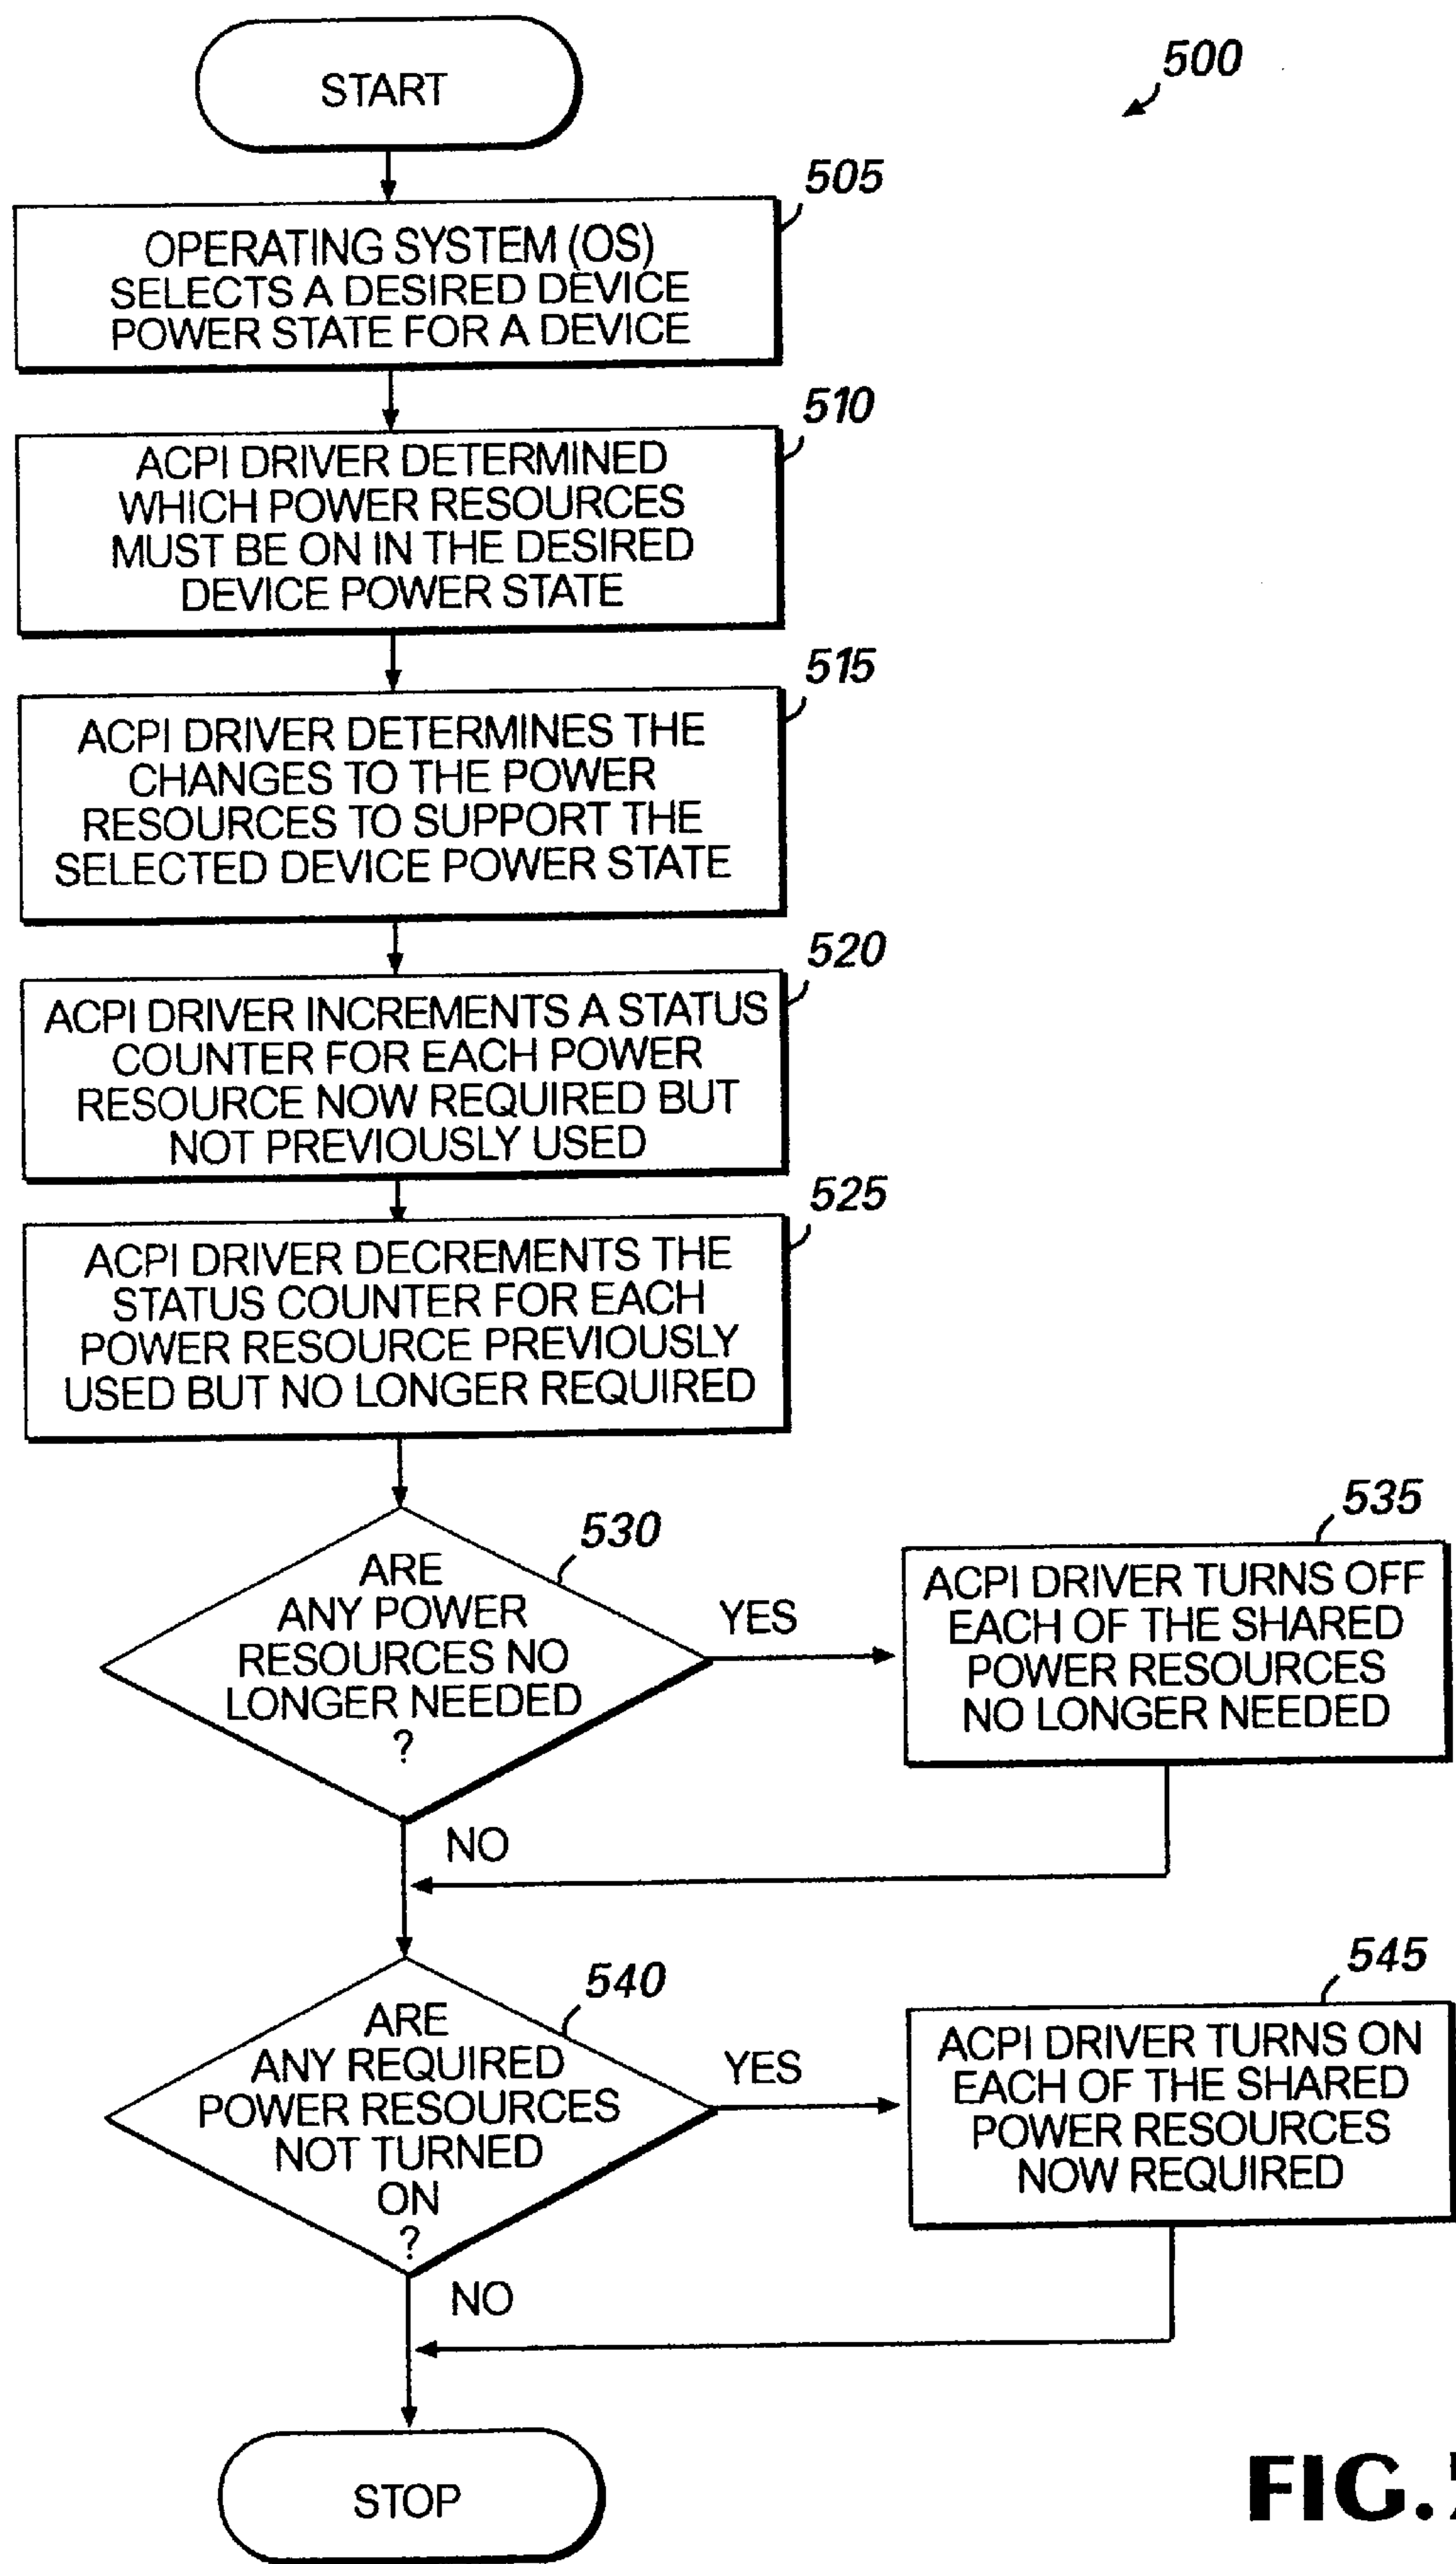 START
500
505
OPERATING SYSTEM (OS)
SELECTS A DESIRED DEVICE
POWER STATE FOR A DEVICE
510
ACPI DRIVER DETERMINED
WHICH POWER RESOURCES
MUST BE ON IN THE DESIRED
DEVICE POWER STATE
515
ACPI DRIVER DETERMINES THE
CHANGES TO THE POWER
RESOURCES TO SUPPORT THE
SELECTED DEVICE POWER STATE
520
ACPI DRIVER INCREMENTS A STATUS
COUNTER FOR EACH POWER
RESOURCE NOW REQUIRED BUT
NOT PREVIOUSLY USED
525
ACPI DRIVER DECREMENTS THE
STATUS COUNTER FOR EACH
POWER RESOURCE PREVIOUSLY
USED BUT NO LONGER REQUIRED
530
ARE
ANY POWER
RESOURCES NO
LONGER NEEDED
?
YES
535
ACPI DRIVER TURNS OFF
EACH OF THE SHARED
POWER RESOURCES
NO LONGER NEEDED
NO
540
ARE
ANY REQUIRED
POWER RESOURCES
NOT TURNED
ON
?
YES
545
ACPI DRIVER TURNS ON
EACH OF THE SHARED
POWER RESOURCES
NOW REQUIRED
NO
STOP
FIG.